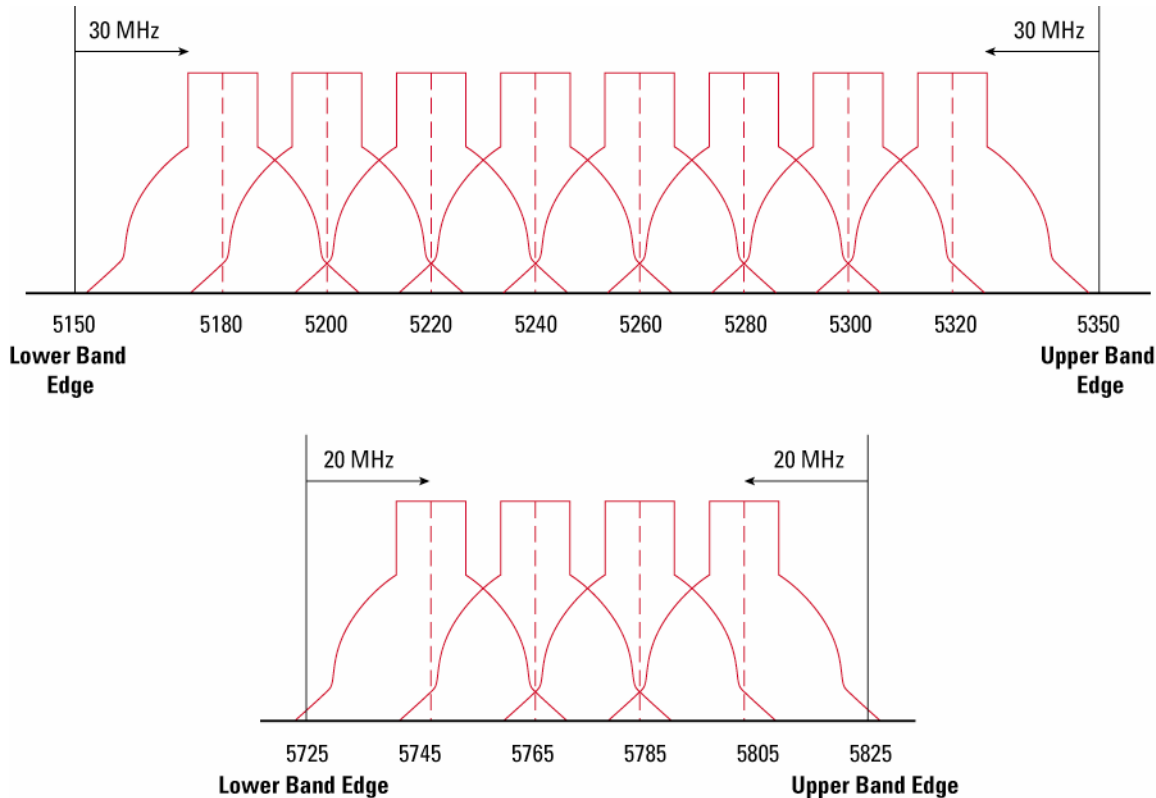 30 MHz 30 MHz
5150 5180 5200 5220 5240 5260 5280 5300 5320 5350
Lower Band Upper Band
Edge Edge
20 MHz 20 MHz
5725 5745 5765 5785 5805 5825
Lower Band Edge Upper Band Edge